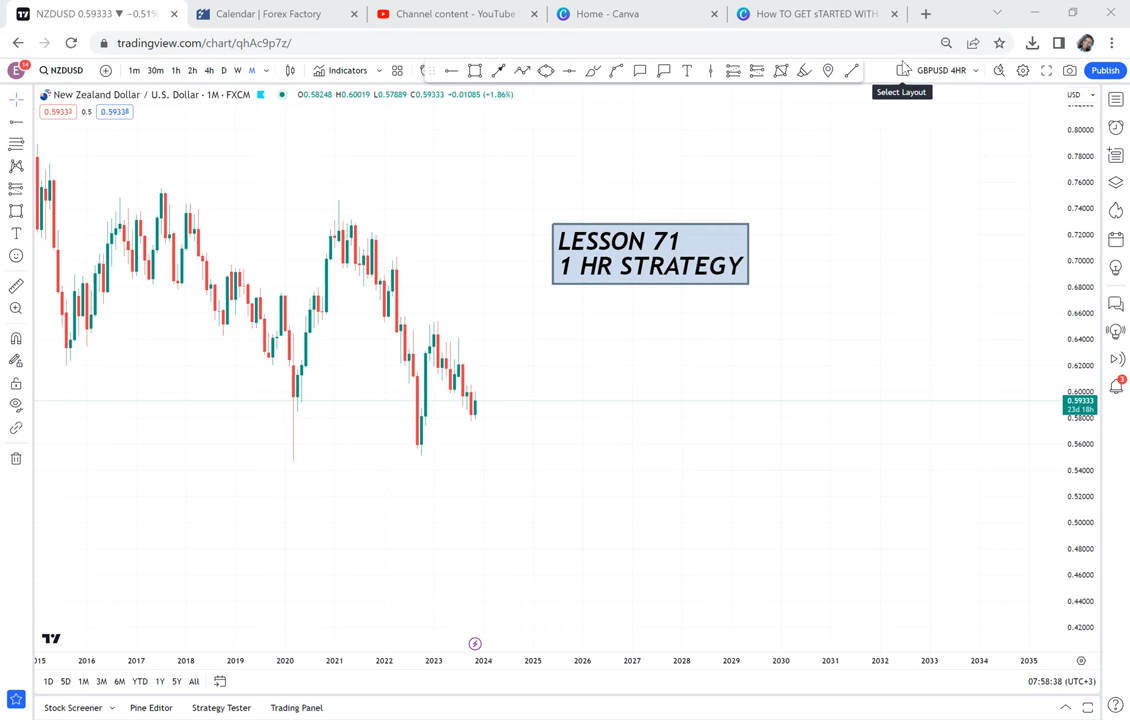 NZDUSD 0.59333 ▼ −0.51%
Calendar | Forex Factory
Channel content - YouTube
Home - Canva
How TO GET sTARTED WITH
tradingview.com/chart/qhAc9p7z/
E
14
NZDUSD
1m 30m 1h 2h 4h D W M
Indicators
GBPUSD 4HR
Publish
Select Layout
New Zealand Dollar / U.S. Dollar · 1M · FXCM
O0.58248 H0.60019 L0.57889 C0.59333 +0.01085 (+1.86%)
0.59333 0.5 0.59338
USD
0.80000
0.78000
0.76000
0.74000
0.72000
0.70000
0.68000
0.66000
0.64000
0.62000
0.60000
0.59333
23d 18h
0.58000
0.56000
0.54000
0.52000
0.50000
0.48000
0.46000
0.44000
0.42000
LESSON 71
1 HR STRATEGY
3
2015 2016 2017 2018 2019 2020 2021 2022 2023 2024 2025 2026 2027 2028 2029 2030 2031 2032 2033 2034 2035
1D 5D 1M 3M 6M YTD 1Y 5Y All
07:58:38 (UTC+3)
Stock Screener Pine Editor Strategy Tester Trading Panel